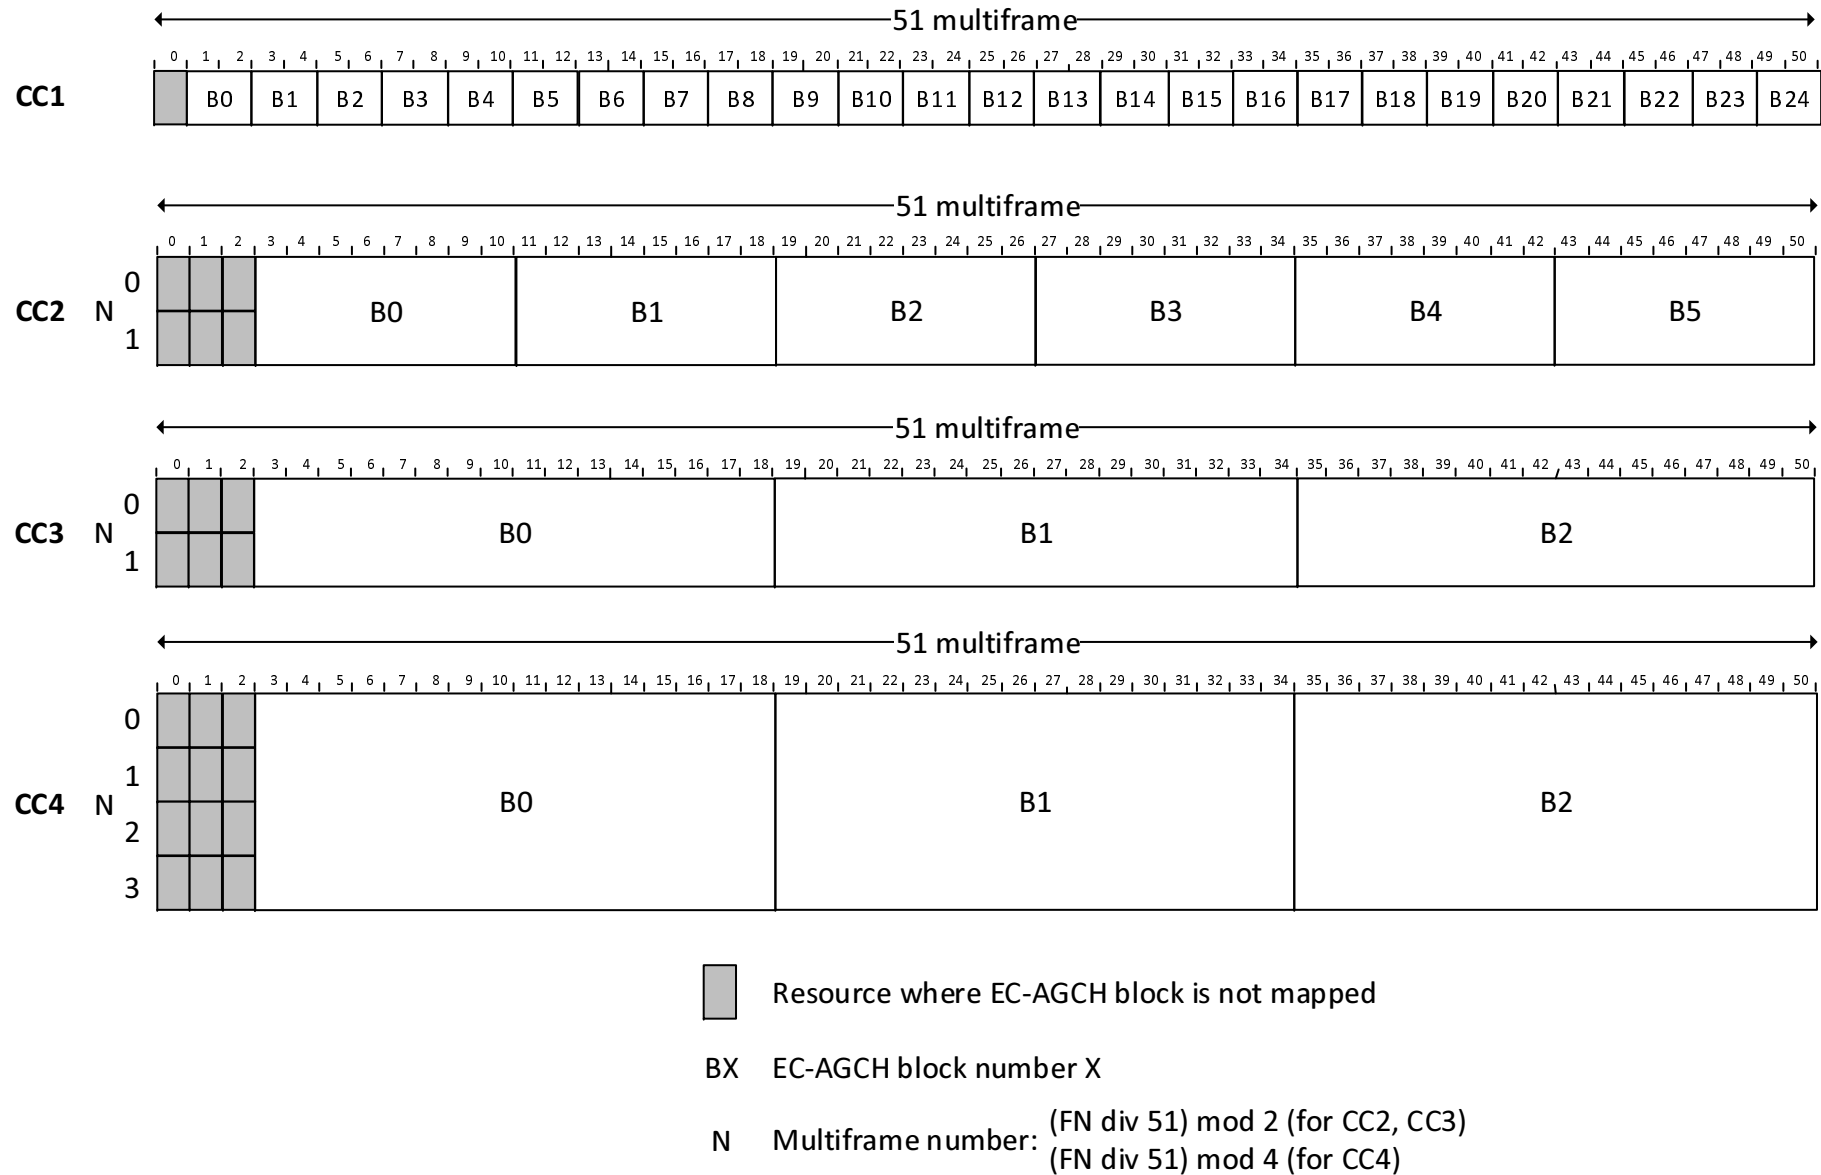 51 multiframe
0 1 2 3 4 5 6 7 8 9 10 11 12 13 14 15 16 17 18 19 20 21 22 23 24 25 26 27 28 29 30 31 32 33 34 35 36 37 38 39 40 41 42 43 44 45 46 47 48 49 50
CC1 B0 B1 B2 B3 B4 B5 B6 B7 B8 B9 B10 B11 B12 B13 B14 B15 B16 B17 B18 B19 B20 B21 B22 B23 B24
51 multiframe
0 1 2 3 4 5 6 7 8 9 10 11 12 13 14 15 16 17 18 19 20 21 22 23 24 25 26 27 28 29 30 31 32 33 34 35 36 37 38 39 40 41 42 43 44 45 46 47 48 49 50
0
CC2 N B0 B1 B2 B3 B4 B5
1
51 multiframe
0 1 2 3 4 5 6 7 8 9 10 11 12 13 14 15 16 17 18 19 20 21 22 23 24 25 26 27 28 29 30 31 32 33 34 35 36 37 38 39 40 41 42 43 44 45 46 47 48 49 50
0
CC3 N B0 B1 B2
1
51 multiframe
0 1 2 3 4 5 6 7 8 9 10 11 12 13 14 15 16 17 18 19 20 21 22 23 24 25 26 27 28 29 30 31 32 33 34 35 36 37 38 39 40 41 42 43 44 45 46 47 48 49 50
0
1
CC4 N B0 B1 B2
2
3
Resource where EC-AGCH block is not mapped
BX EC-AGCH block number X
N Multiframe number: (FN div 51) mod 2 (for CC2, CC3)
(FN div 51) mod 4 (for CC4)